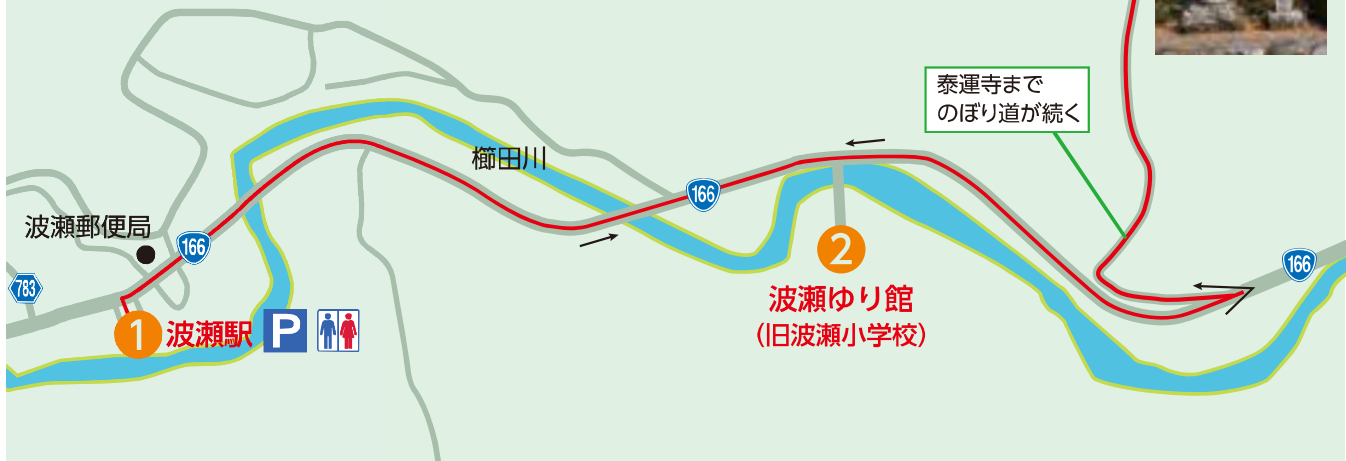 泰運寺まで
のぼり道が続く
櫛田川
166
166
166
波瀬郵便局
783
1 波瀬駅 P
2
波瀬ゆり館
(旧波瀬小学校)